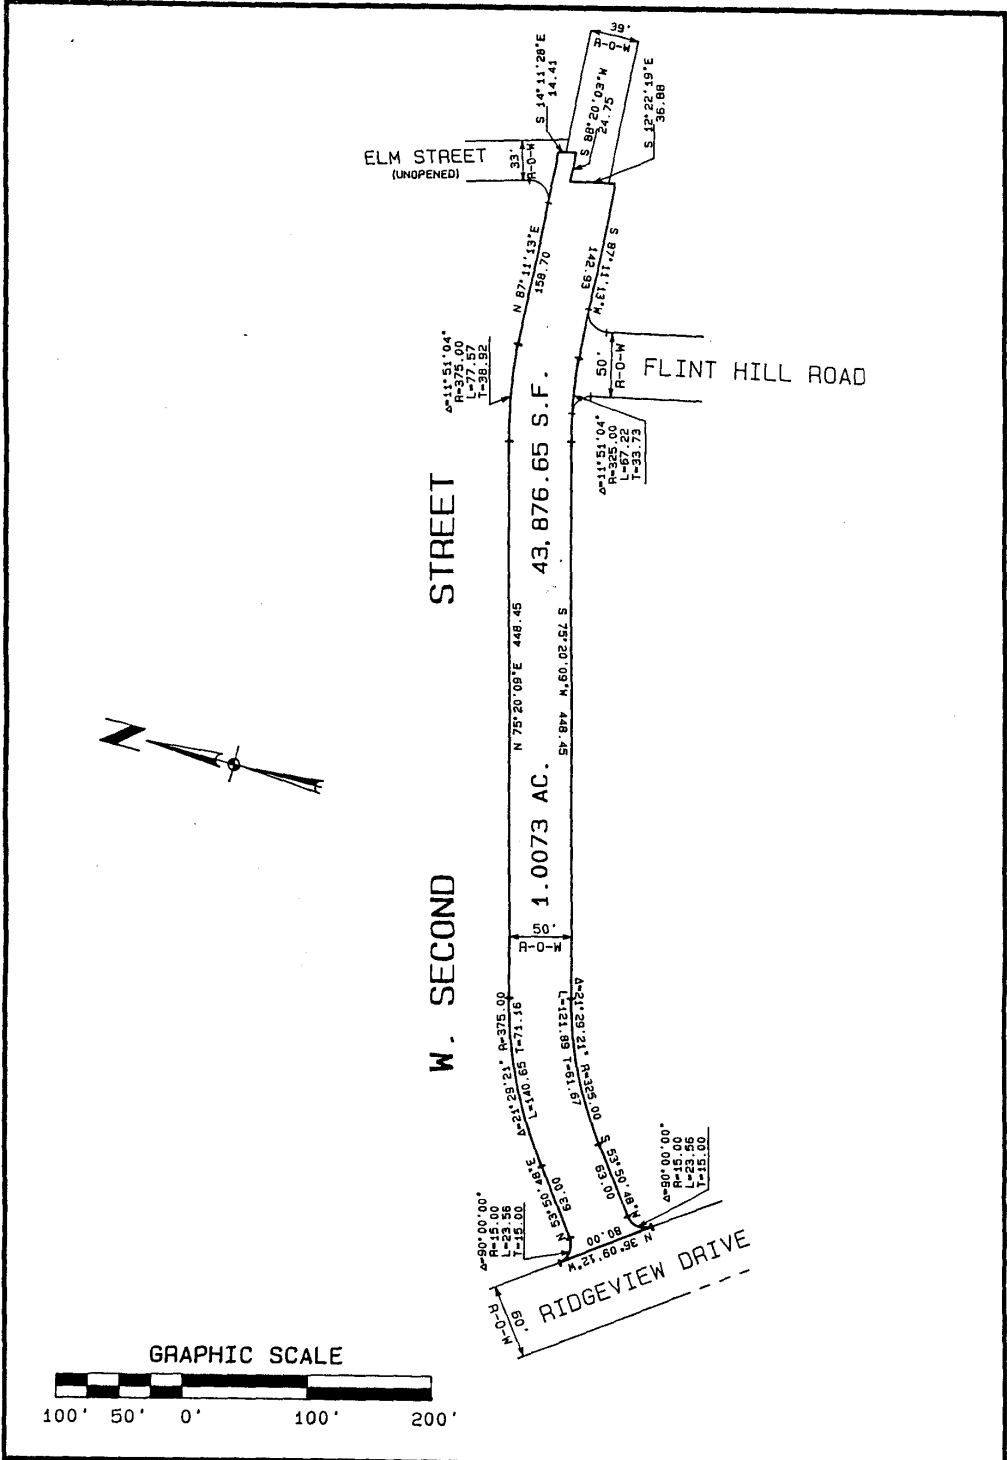 39'
R-O-W
S 14°11'28"E
14.41
S 88°20'03"W
24.75
S 12°22'19"E
36.88
ELM STREET
(UNOPENED)
33'
R-O-W
N 87°11'13"E
158.70
S 87°11'13"W
142.93
Δ=11°51'04"
R=375.00
L=77.57
T=38.92
50'
R-O-W
FLINT HILL ROAD
Δ=11°51'04"
R=325.00
L=67.22
T=33.73
W. SECOND STREET
1.0073 AC. 43,876.65 S.F.
N 75°20'09"E 448.45
S 75°20'09"W 448.45
N
50'
R-O-W
Δ=21°29'21" R=375.00
L=140.65 T=71.16
Δ=21°29'21" R=325.00
L=121.89 T=61.67
N 53°50'48"E
63.00
S 53°50'48"W
63.00
Δ=90°00'00"
R=15.00
L=23.56
T=15.00
Δ=90°00'00"
R=15.00
L=23.56
T=15.00
N 36°09'12"W
80.00
60'
R-O-W
RIDGEVIEW DRIVE
GRAPHIC SCALE
100' 50' 0' 100' 200'